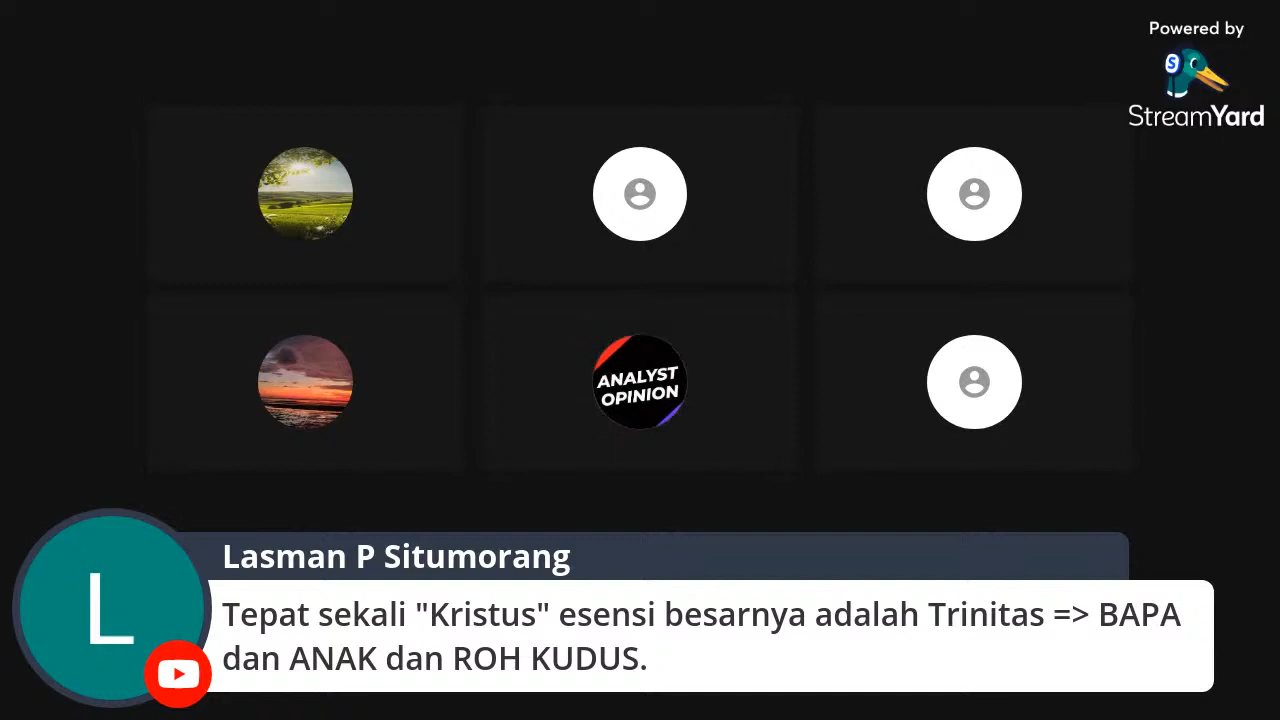 Powered by
S
StreamYard
ANALYST
OPINION
L
Lasman P Situmorang
Tepat sekali "Kristus" esensi besarnya adalah Trinitas => BAPA
dan ANAK dan ROH KUDUS.